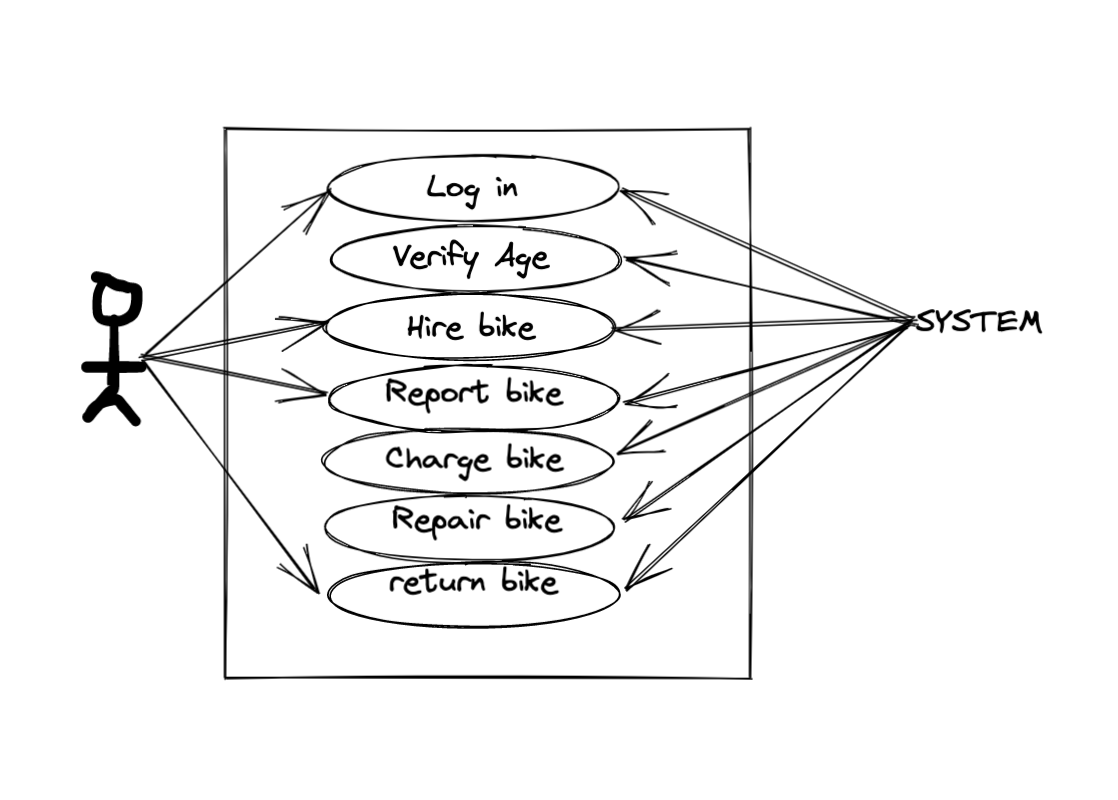 Log in
Verify Age
Hire bike
SYSTEM
Report bike
Charge bike
Repair bike
return bike